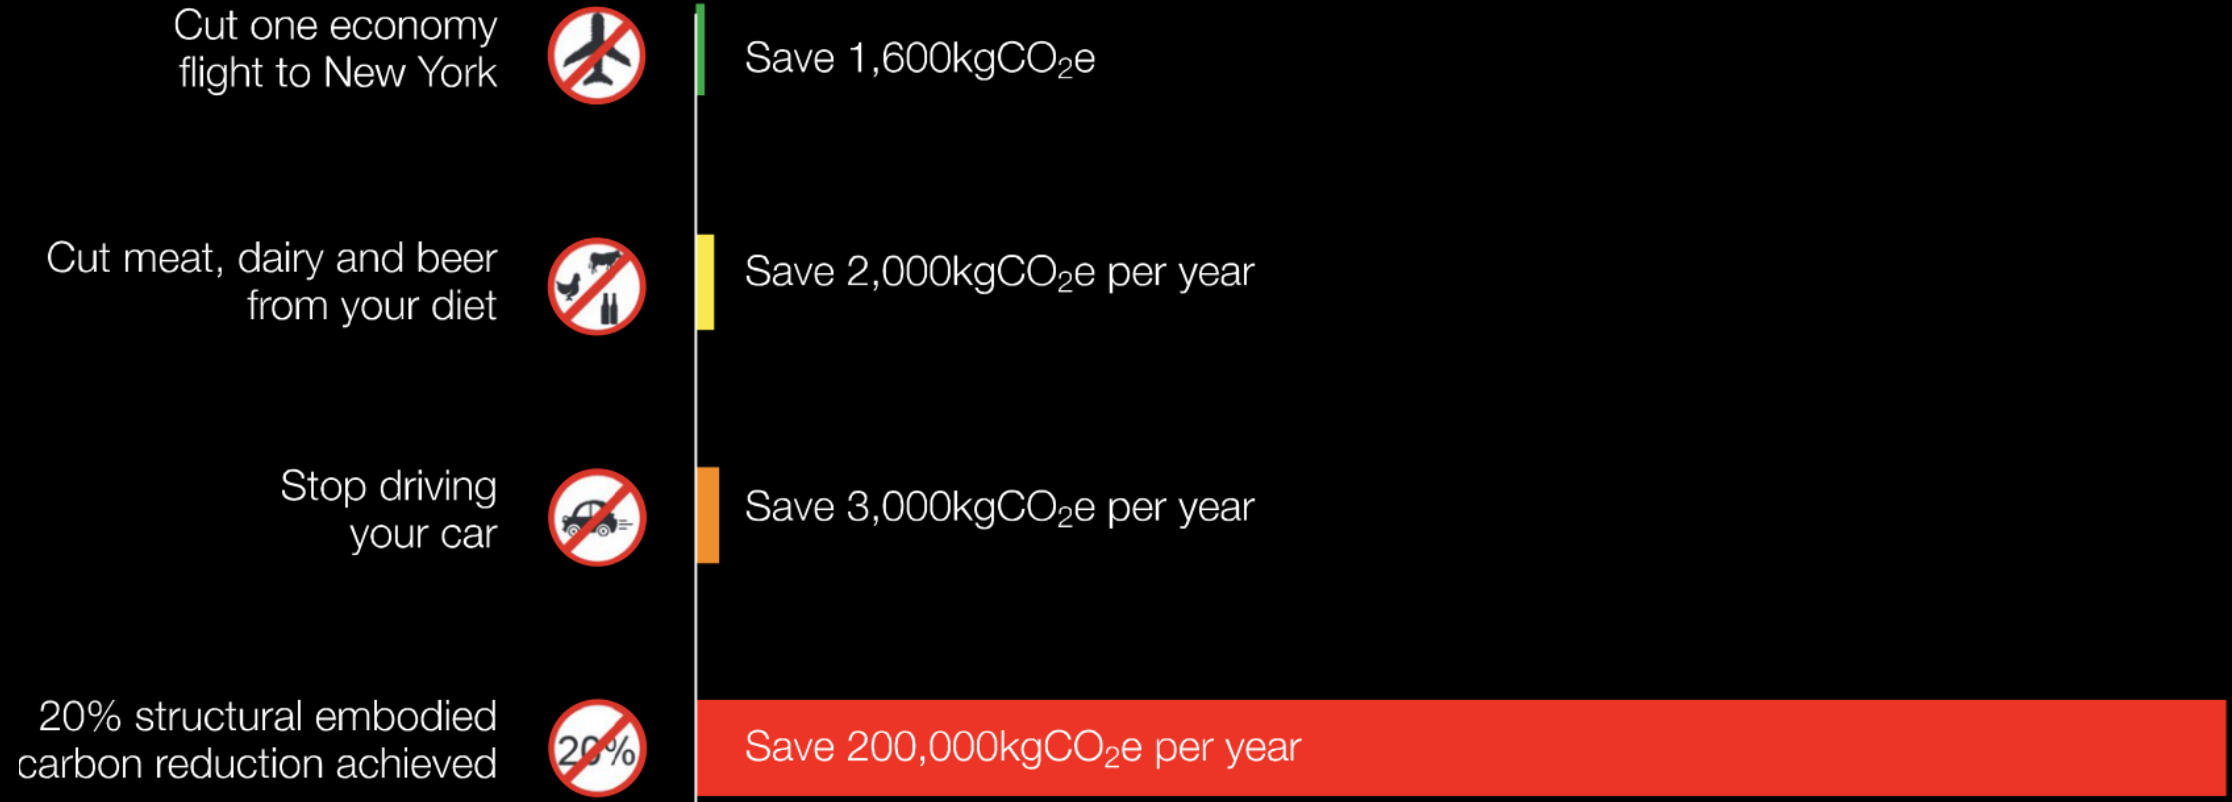 Cut one economy
flight to New York
Save 1,600kgCO₂e
Cut meat, dairy and beer
from your diet
Save 2,000kgCO₂e per year
Stop driving
your car
Save 3,000kgCO₂e per year
20% structural embodied
carbon reduction achieved
20%
Save 200,000kgCO₂e per year